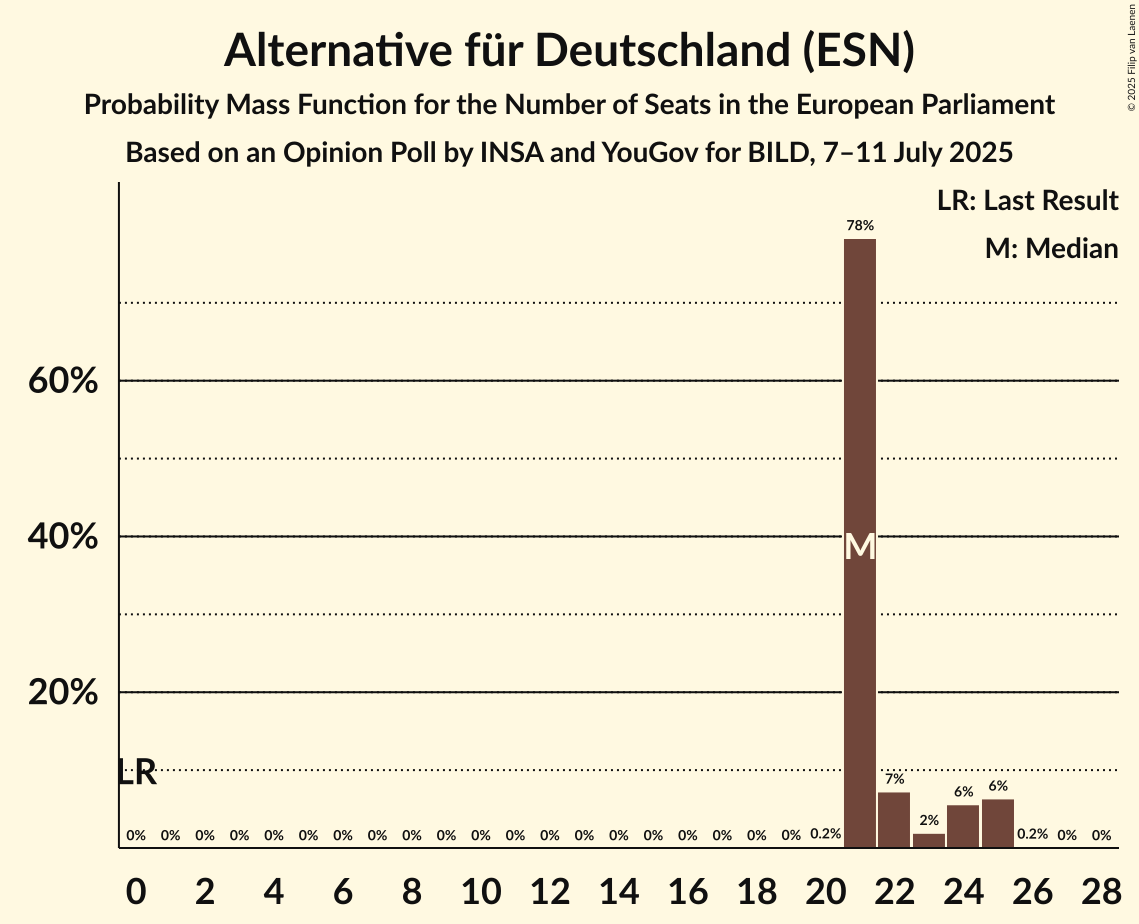 Alternative für Deutschland (ESN)
Probability Mass Function for the Number of Seats in the European Parliament
Based on an Opinion Poll by INSA and YouGov for BILD, 7–11 July 2025
© 2025 Filip van Laenen
LR: Last Result
M: Median
78%
60%
40%
M
20%
LR
0% 0% 0% 0% 0% 0% 0% 0% 0% 0% 0% 0% 0% 0% 0% 0% 0% 0% 0% 0% 0.2% 7% 2% 6% 6% 0.2% 0% 0%
0 2 4 6 8 10 12 14 16 18 20 22 24 26 28